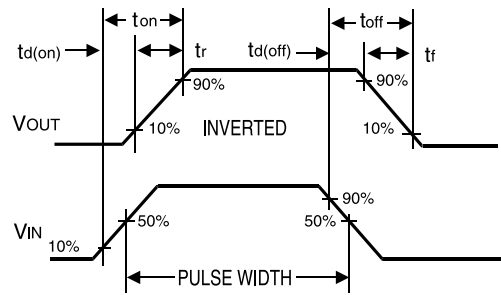 ton toff
td(on) tr td(off) tf
90% 90%
VOUT 10% INVERTED 10%
90%
50% 50%
VIN
10%
PULSE WIDTH